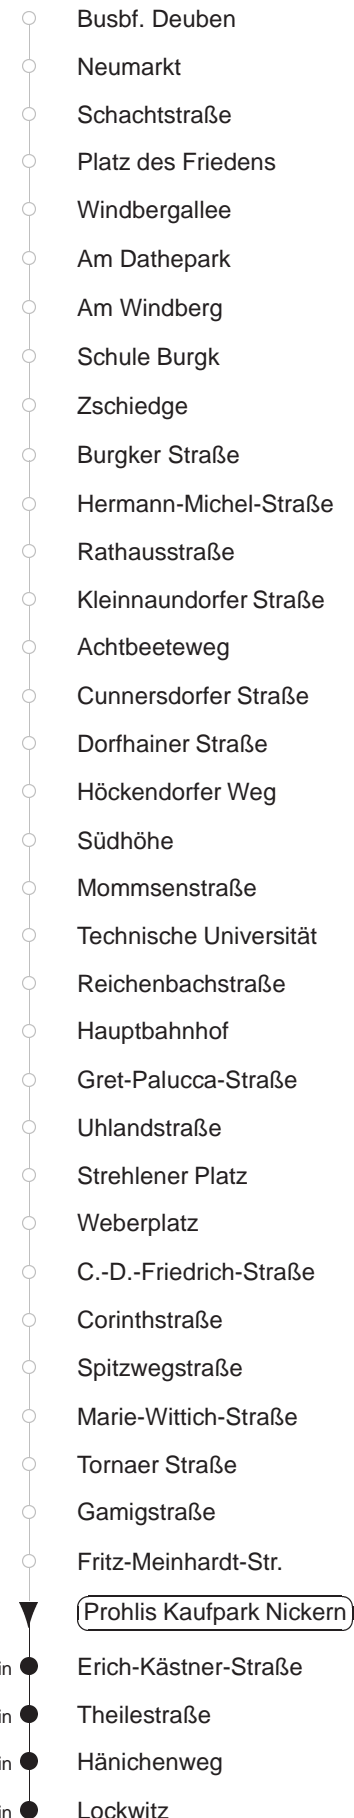 Busbf. Deuben
Neumarkt
Schachtstraße
Platz des Friedens
Windbergallee
Am Dathepark
Am Windberg
Schule Burgk
Zschiedge
Burgker Straße
Hermann-Michel-Straße
Rathausstraße
Kleinnaundorfer Straße
Achtbeeteweg
Cunnersdorfer Straße
Dorfhainer Straße
Höckendorfer Weg
Südhöhe
Mommsenstraße
Technische Universität
Reichenbachstraße
Hauptbahnhof
Gret-Palucca-Straße
Uhlandstraße
Strehlener Platz
Weberplatz
C.-D.-Friedrich-Straße
Corinthstraße
Spitzwegstraße
Marie-Wittich-Straße
Tornaer Straße
Gamigstraße
Fritz-Meinhardt-Str.
Prohlis Kaufpark Nickern
Erich-Kästner-Straße
Theilestraße
Hänichenweg
Lockwitz